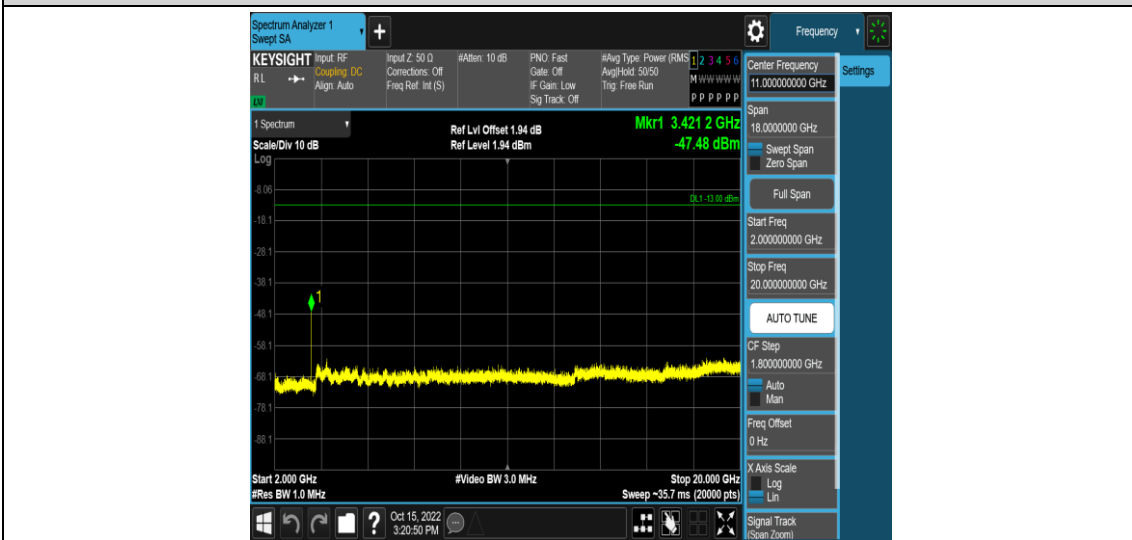 Spectrum Analyzer 1
Swept SA
Frequency
KEYSIGHT
Input: RF
Coupling: DC
Align: Auto
RL
LV
Input Z: 50 Ω
Corrections: Off
Freq Ref: Int (S)
#Atten: 10 dB
PNO: Fast
Gate: Off
IF Gain: Low
Sig Track: Off
#Avg Type: Power (RMS
Avg|Hold: 50/50
Trig: Free Run
1 2 3 4 5 6
M W W W W W
P P P P P P
1 Spectrum
Scale/Div 10 dB
Log
Ref Lvl Offset 1.94 dB
Ref Level 1.94 dBm
Mkr1 3.421 2 GHz
-47.48 dBm
-8.06
DL1 -13.00 dBm
-18.1
-28.1
-38.1
1
-48.1
-58.1
-68.1
-78.1
-88.1
Start 2.000 GHz
#Res BW 1.0 MHz
#Video BW 3.0 MHz
Stop 20.000 GHz
Sweep ~35.7 ms (20000 pts)
Oct 15, 2022
3:20:50 PM
Center Frequency
11.000000000 GHz
Settings
Span
18.0000000 GHz
Swept Span
Zero Span
Full Span
Start Freq
2.000000000 GHz
Stop Freq
20.000000000 GHz
AUTO TUNE
CF Step
1.800000000 GHz
Auto
Man
Freq Offset
0 Hz
X Axis Scale
Log
Lin
Signal Track
(Span Zoom)